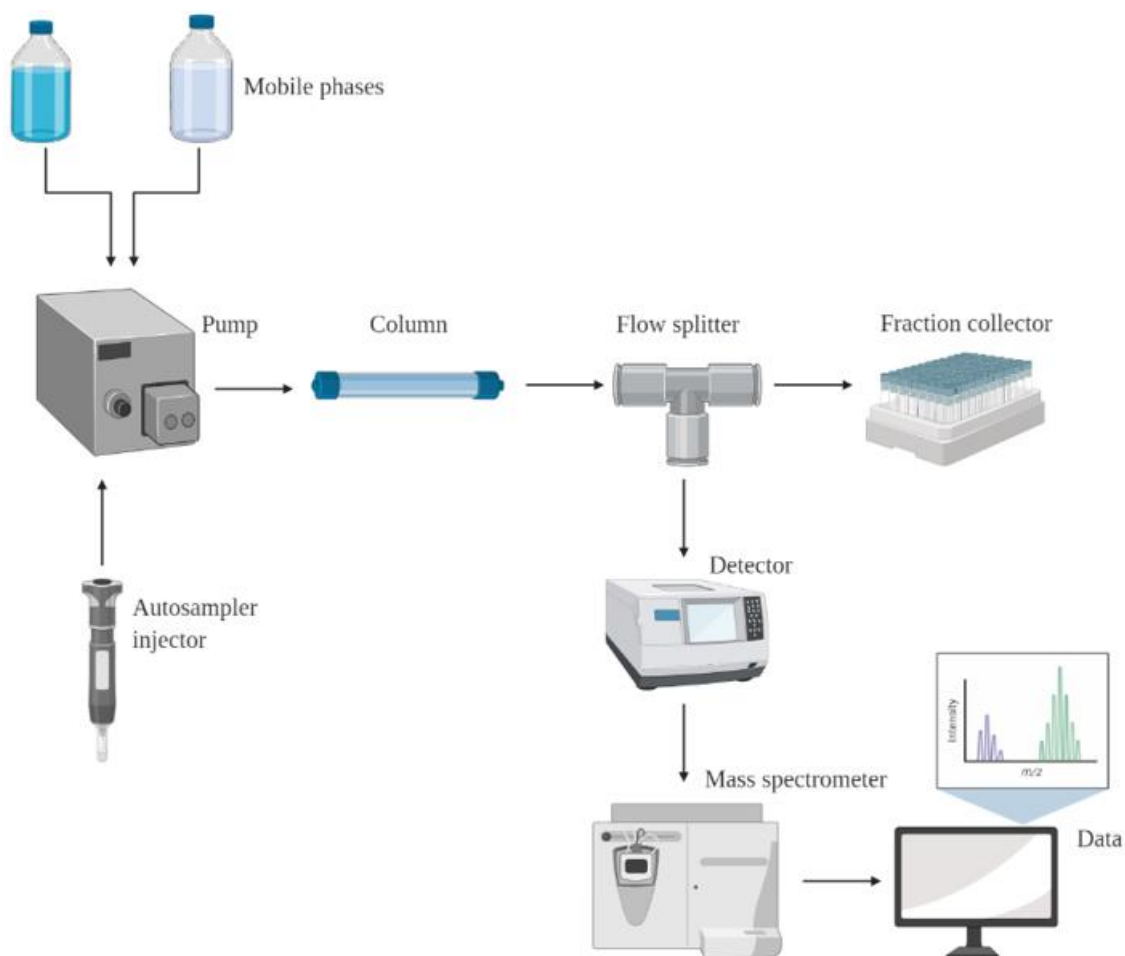 Mobile phases
Pump
Column
Flow splitter
Fraction collector
Autosampler
injector
Detector
Mass spectrometer
Intensity
m/z
Data